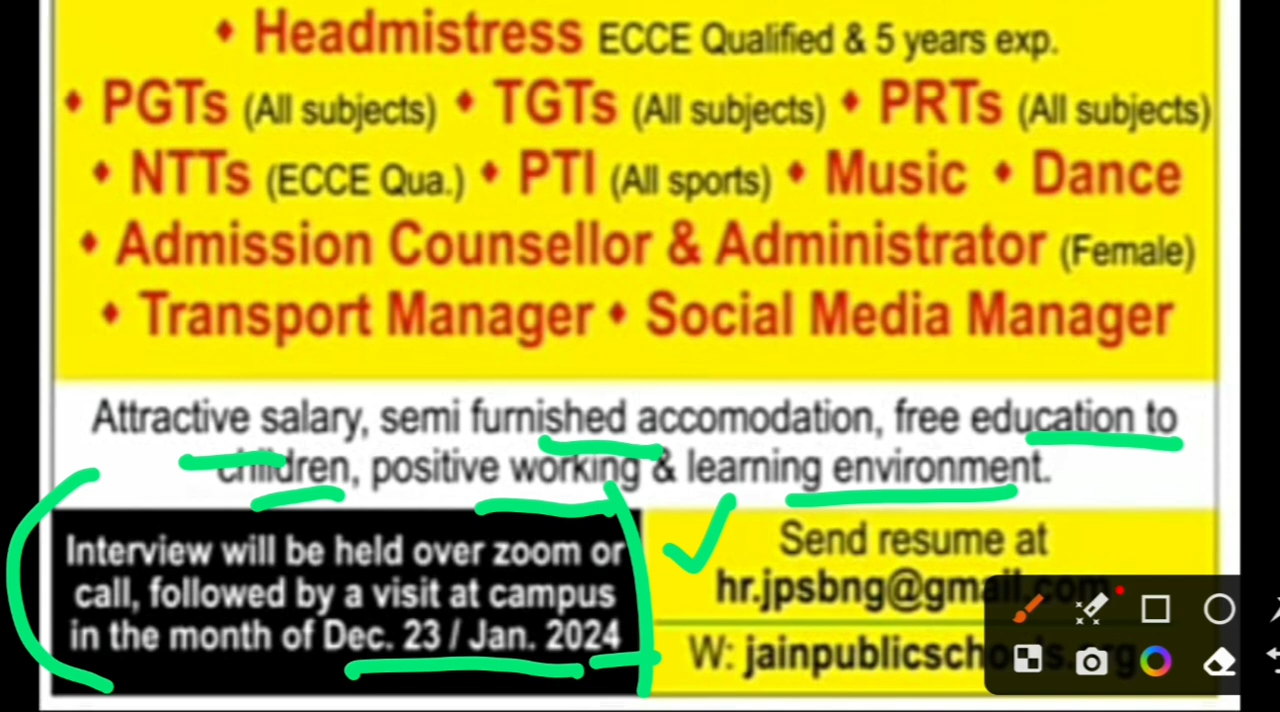 ♦ Headmistress ECCE Qualified & 5 years exp.
♦ PGTs (All subjects) ♦ TGTs (All subjects) ♦ PRTs (All subjects)
♦ NTTs (ECCE Qua.) ♦ PTI (All sports) ♦ Music ♦ Dance
♦ Admission Counsellor & Administrator (Female)
♦ Transport Manager ♦ Social Media Manager
Attractive salary, semi furnished accomodation, free education to
children, positive working & learning environment.
Interview will be held over zoom or
call, followed by a visit at campus
in the month of Dec. 23 / Jan. 2024
Send resume at
hr.jpsbng@gmail.com
W: jainpublicschools.org